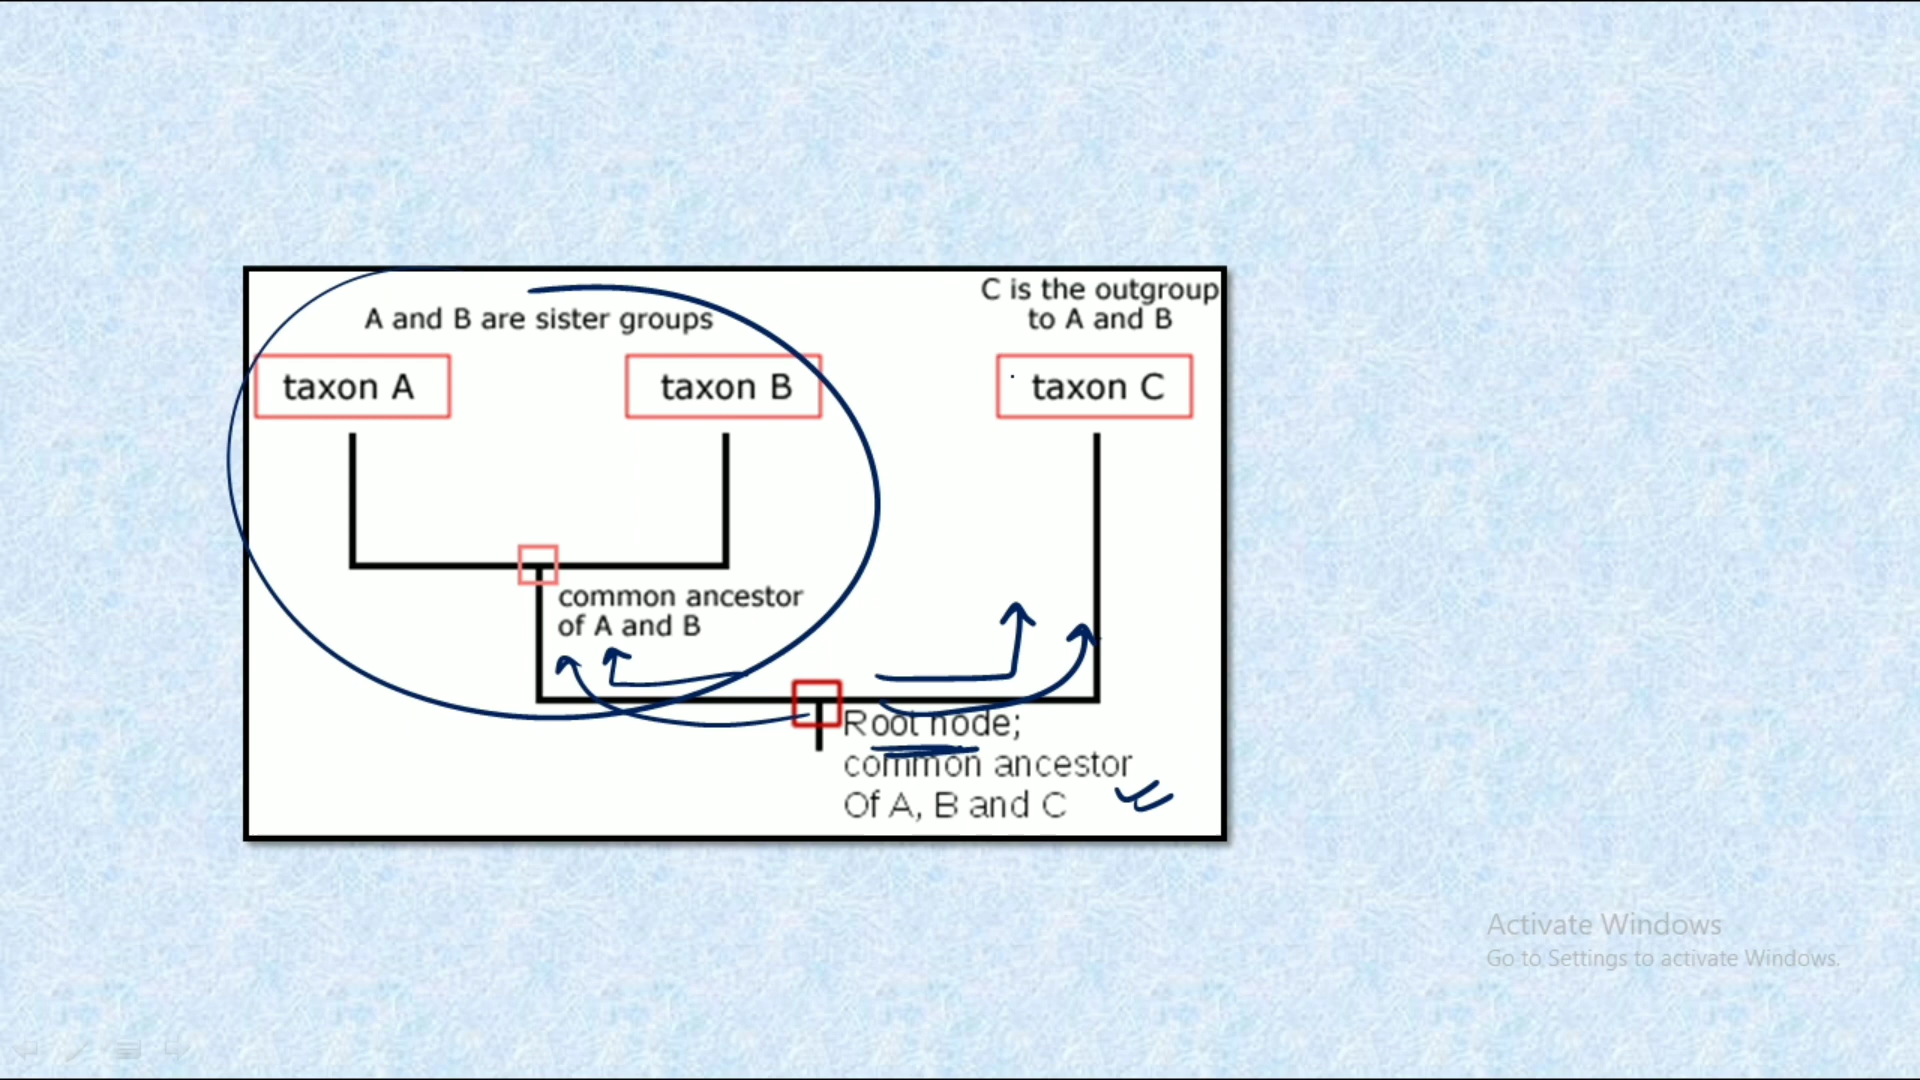 A and B are sister groups
C is the outgroup
to A and B
taxon A
taxon B
taxon C
common ancestor
of A and B
Root node;
common ancestor
Of A, B and C
Activate Windows
Go to Settings to activate Windows.